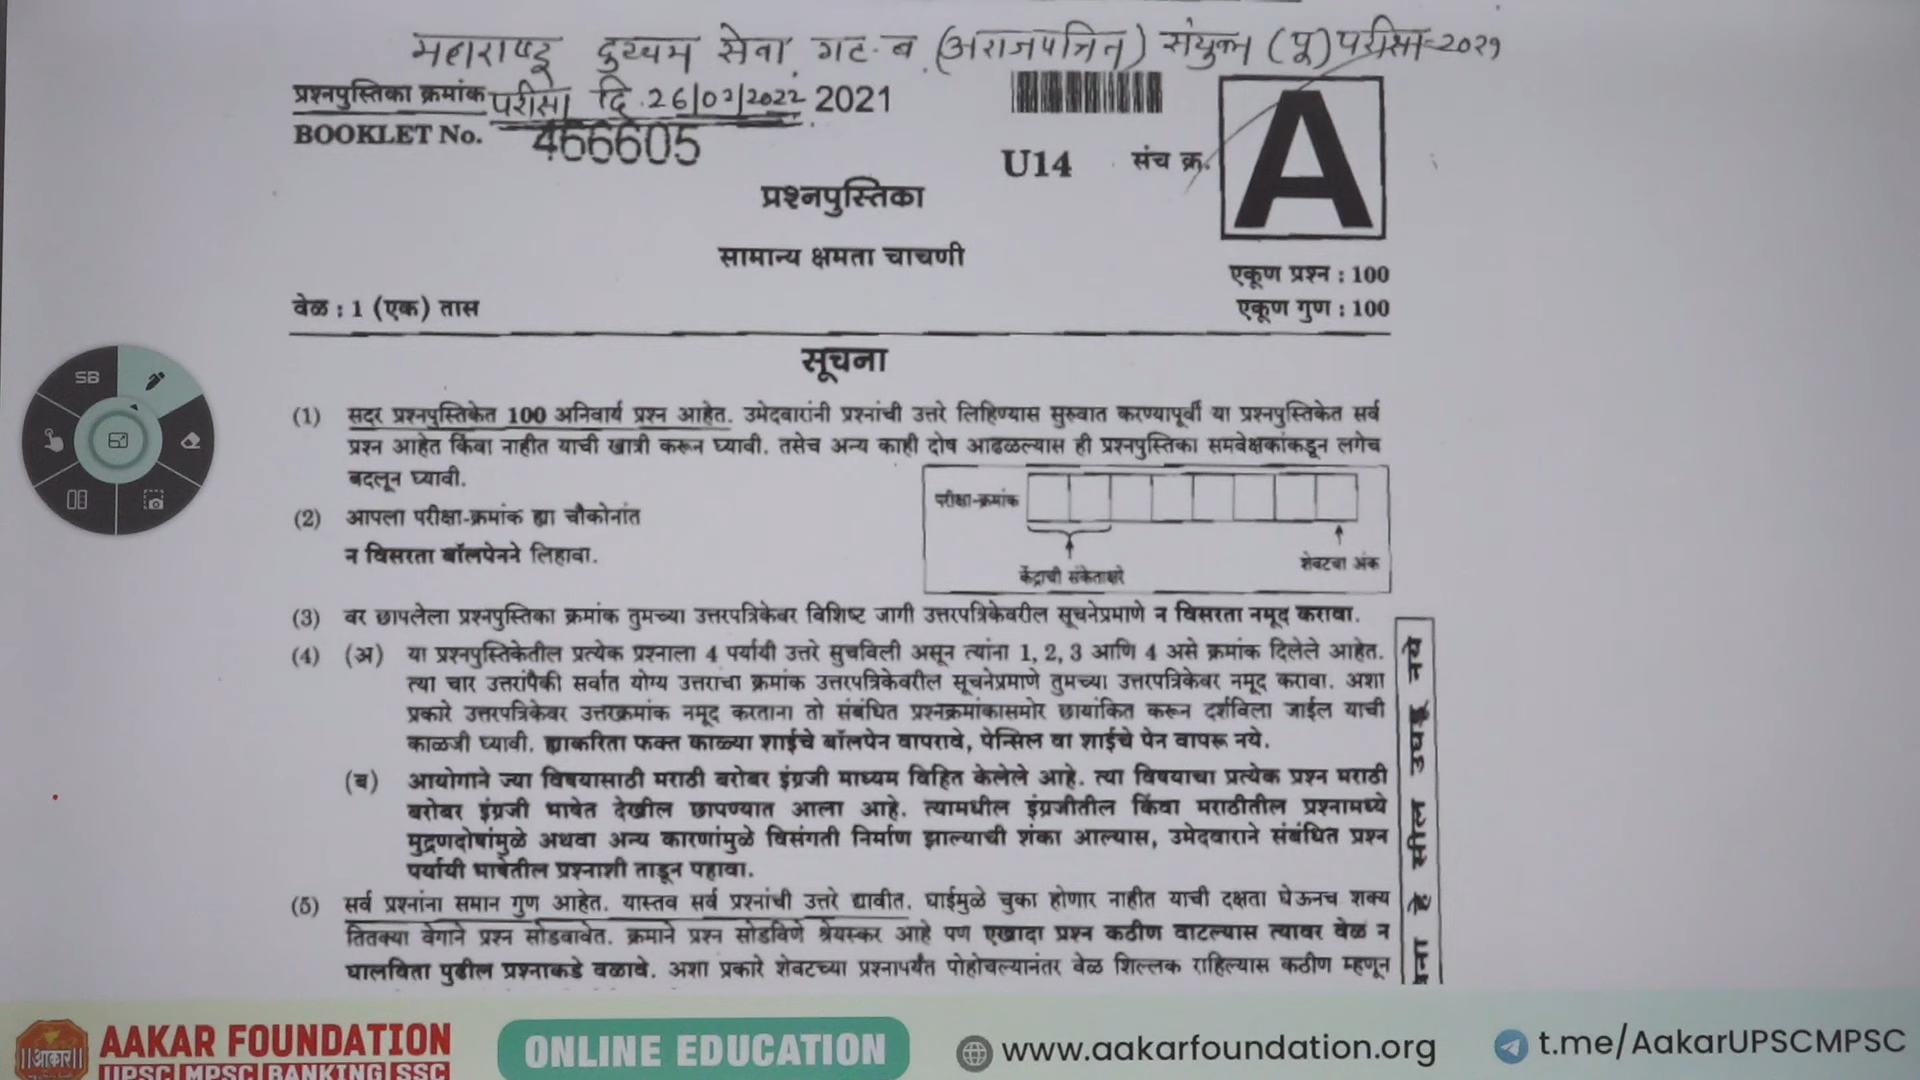 महाराष्ट्र दुय्यम सेवा गट-ब (अराजपत्रित) संयुक्त (पू) परीक्षा-२०२१
प्रश्नपुस्तिका क्रमांक परीक्षा दि. 26/02/2022 2021
BOOKLET No. 466605
U14 संच क्र. A
प्रश्नपुस्तिका
सामान्य क्षमता चाचणी
एकूण प्रश्न : 100
वेळ : 1 (एक) तास एकूण गुण : 100
सूचना
(1) सदर प्रश्नपुस्तिकेत 100 अनिवार्य प्रश्न आहेत. उमेदवारांनी प्रश्नांची उत्तरे लिहिण्यास सुरुवात करण्यापूर्वी या प्रश्नपुस्तिकेत सर्व
प्रश्न आहेत किंवा नाहीत याची खात्री करून घ्यावी. तसेच अन्य काही दोष आढळल्यास ही प्रश्नपुस्तिका समवेक्षकांकडून लगेच
बदलून घ्यावी.
(2) आपला परीक्षा-क्रमांक ह्या चौकोनांत
न विसरता बॉलपेनने लिहावा.
परीक्षा-क्रमांक
केंद्राची संकेताक्षरे
शेवटचा अंक
(3) वर छापलेला प्रश्नपुस्तिका क्रमांक तुमच्या उत्तरपत्रिकेवर विशिष्ट जागी उत्तरपत्रिकेवरील सूचनेप्रमाणे न विसरता नमूद करावा.
(4) (अ) या प्रश्नपुस्तिकेतील प्रत्येक प्रश्नाला 4 पर्यायी उत्तरे सुचविली असून त्यांना 1, 2, 3 आणि 4 असे क्रमांक दिलेले आहेत.
त्या चार उत्तरांपैकी सर्वात योग्य उत्तराचा क्रमांक उत्तरपत्रिकेवरील सूचनेप्रमाणे तुमच्या उत्तरपत्रिकेवर नमूद करावा. अशा
प्रकारे उत्तरपत्रिकेवर उत्तरक्रमांक नमूद करताना तो संबंधित प्रश्नक्रमांकासमोर छायांकित करून दर्शविला जाईल याची
काळजी घ्यावी. ह्याकरिता फक्त काळ्या शाईचे बॉलपेन वापरावे, पेन्सिल वा शाईचे पेन वापरू नये.
(ब) आयोगाने ज्या विषयासाठी मराठी बरोबर इंग्रजी माध्यम विहित केलेले आहे. त्या विषयाचा प्रत्येक प्रश्न मराठी
बरोबर इंग्रजी भाषेत देखील छापण्यात आला आहे. त्यामधील इंग्रजीतील किंवा मराठीतील प्रश्नामध्ये
मुद्रणदोषांमुळे अथवा अन्य कारणांमुळे विसंगती निर्माण झाल्याची शंका आल्यास, उमेदवाराने संबंधित प्रश्न
पर्यायी भाषेतील प्रश्नाशी ताडून पहावा.
(5) सर्व प्रश्नांना समान गुण आहेत. यास्तव सर्व प्रश्नांची उत्तरे द्यावीत. घाईमुळे चुका होणार नाहीत याची दक्षता घेऊनच शक्य
तितक्या वेगाने प्रश्न सोडवावेत. क्रमाने प्रश्न सोडविणे श्रेयस्कर आहे पण एखादा प्रश्न कठीण वाटल्यास त्यावर वेळ न
घालविता पुढील प्रश्नाकडे वळावे. अशा प्रकारे शेवटच्या प्रश्नापर्यंत पोहोचल्यानंतर वेळ शिल्लक राहिल्यास कठीण म्हणून
हे सील उघडू नये
SB
॥आकार॥
AAKAR FOUNDATION
UPSC|MPSC|BANKING|SSC
ONLINE EDUCATION
www.aakarfoundation.org
t.me/AakarUPSCMPSC